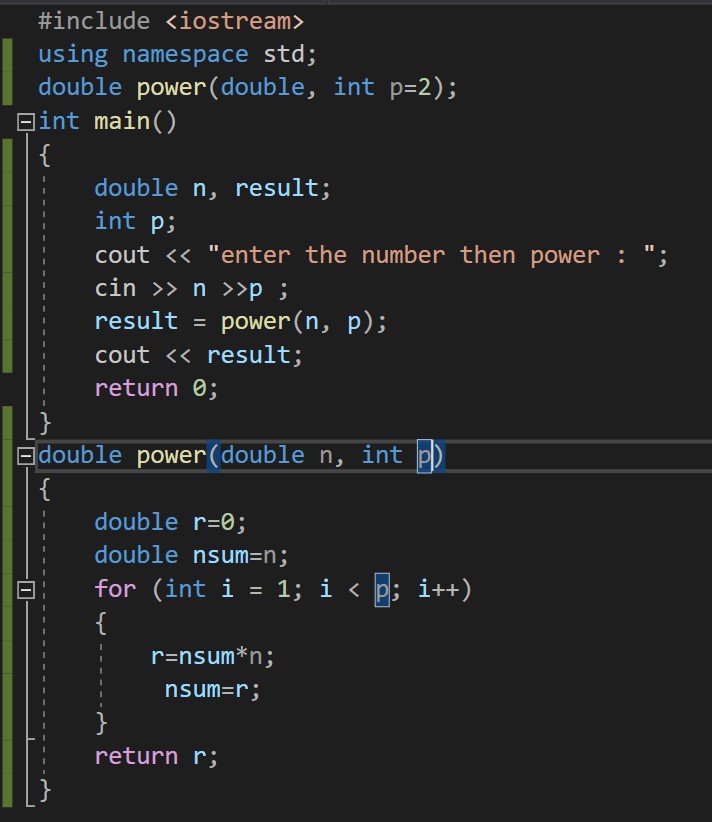 #include <iostream>
using namespace std;
double power(double, int p=2);
int main()
{
double n, result;
int p;
cout << "enter the number then power : ";
cin >> n >>p ;
result = power(n, p);
cout << result;
return 0;
}
double power(double n, int p)
{
double r=0;
double nsum=n;
for (int i = 1; i < p; i++)
{
r=nsum*n;
nsum=r;
}
return r;
}